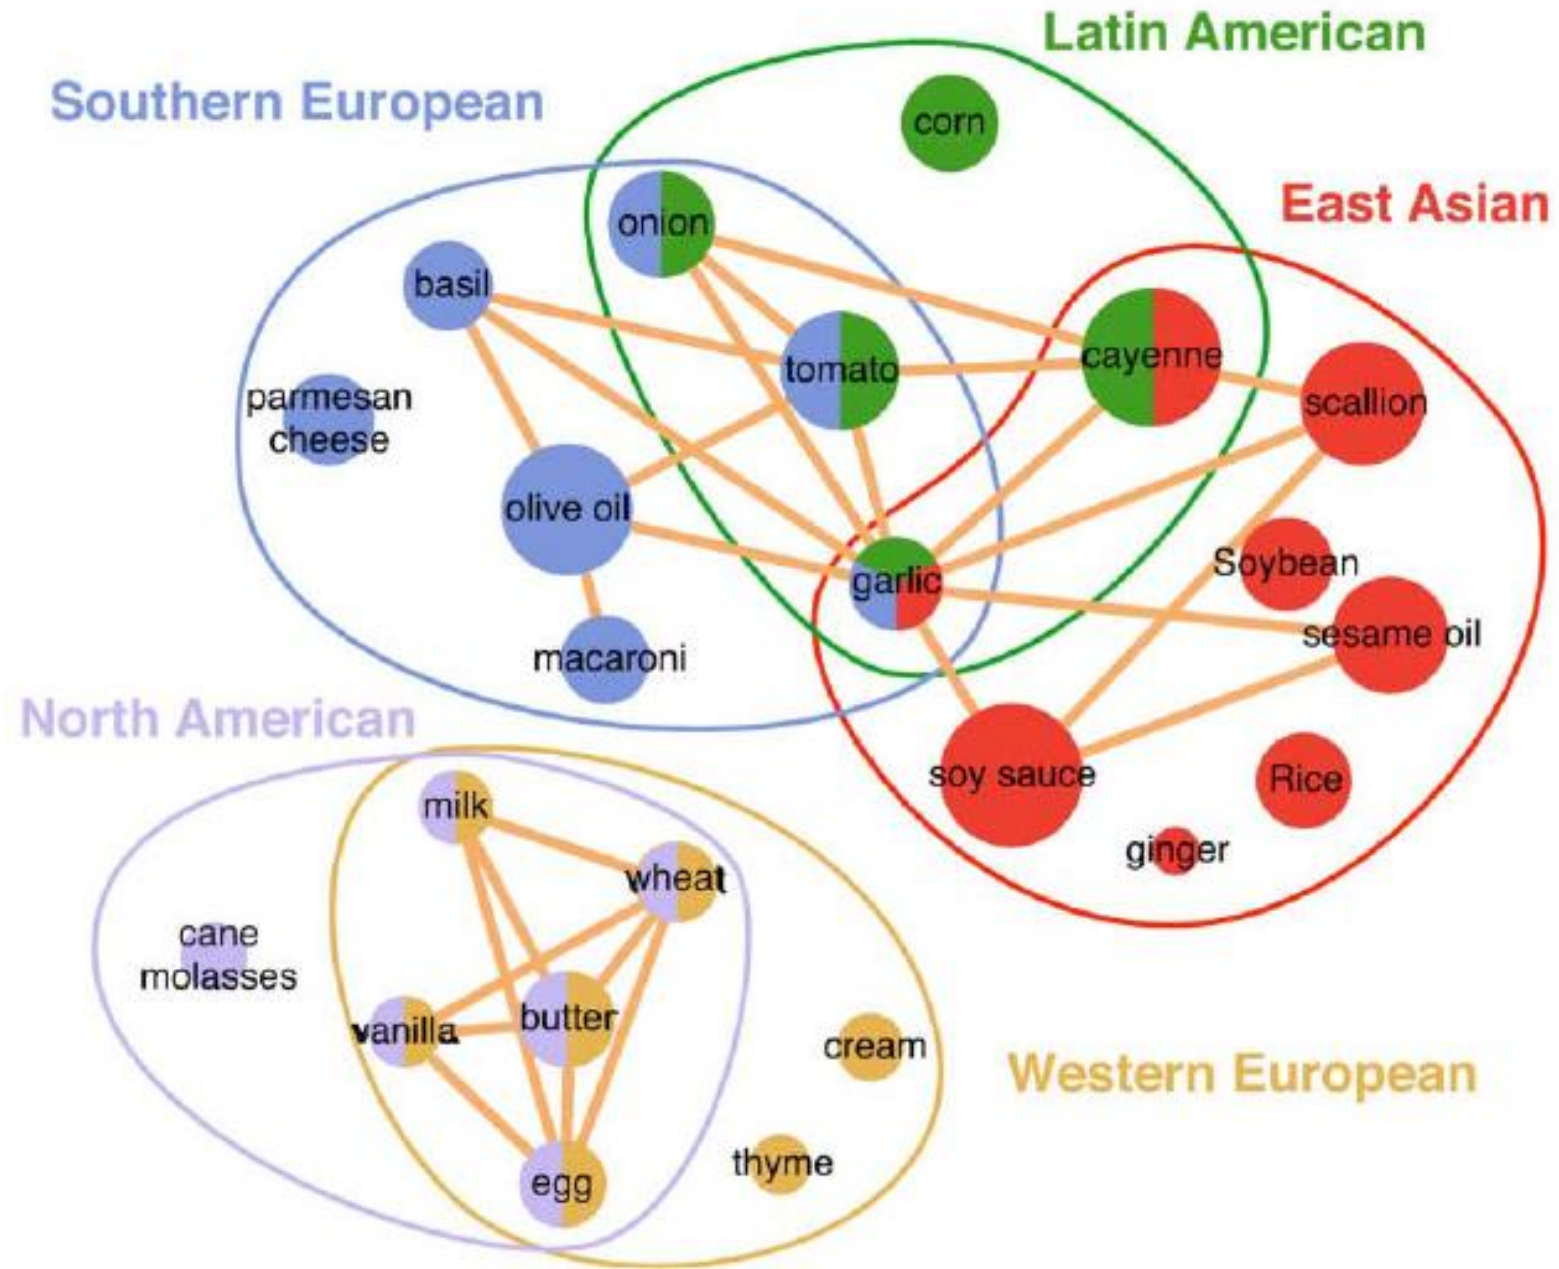 Latin American
Southern European
corn
East Asian
onion
basil
tomato
cayenne
scallion
parmesan
cheese
olive oil
Soybean
garlic
sesame oil
macaroni
North American
soy sauce
Rice
milk
ginger
wheat
cane
molasses
butter
vanilla
cream
Western European
thyme
egg